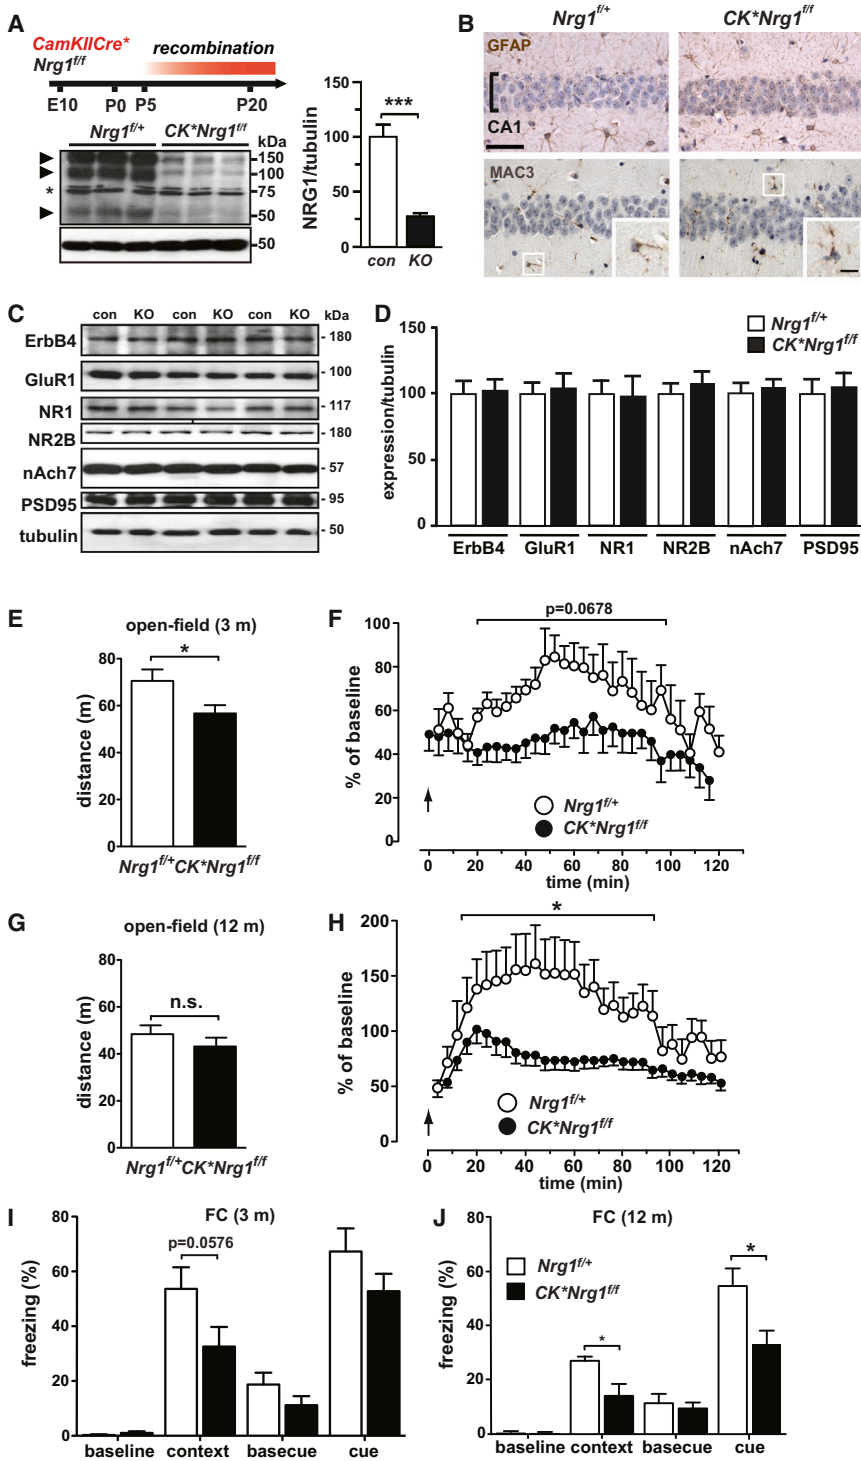 A
CamKIICre*
Nrg1f/f
recombination
E10 P0 P5 P20
Nrg1f/+ CK*Nrg1f/f
kDa
150
100
*
75
50
50
150
100
50
0
NRG1/tubulin
***
con KO
B
Nrg1f/+ CK*Nrg1f/f
GFAP
CA1
MAC3
C
con KO con KO con KO kDa
ErbB4 - 180
GluR1 - 100
NR1 - 117
NR2B - 180
nAch7 - 57
PSD95 - 95
tubulin - 50
D
150
100
50
0
expression/tubulin
Nrg1f/+
CK*Nrg1f/f
ErbB4 GluR1 NR1 NR2B nAch7 PSD95
E
open-field (3 m)
80
60
40
20
0
distance (m)
*
Nrg1f/+ CK*Nrg1f/f
F
p=0.0678
100
80
60
40
20
0
% of baseline
Nrg1f/+
CK*Nrg1f/f
0 20 40 60 80 100 120
time (min)
G
open-field (12 m)
80
60
40
20
0
distance (m)
n.s.
Nrg1f/+ CK*Nrg1f/f
H
*
200
150
100
50
0
% of baseline
Nrg1f/+
CK*Nrg1f/f
0 20 40 60 80 100 120
time (min)
I
FC (3 m)
80
60
40
20
0
freezing (%)
p=0.0576
baseline context basecue cue
J
FC (12 m)
80
60
40
20
0
freezing (%)
Nrg1f/+
CK*Nrg1f/f
*
*
baseline context basecue cue